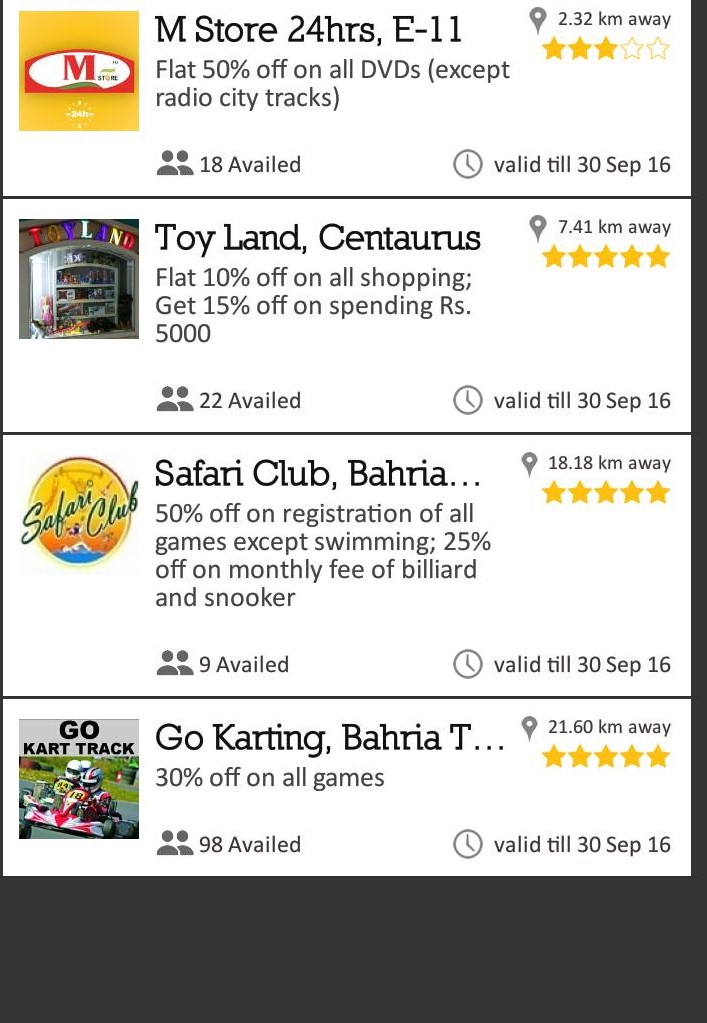 M Store 24hrs, E-11
2.32 km away
M
STORE
24h
Flat 50% off on all DVDs (except
radio city tracks)
18 Availed
valid till 30 Sep 16
TOYLAND
Toy Land, Centaurus
7.41 km away
Flat 10% off on all shopping;
Get 15% off on spending Rs.
5000
22 Availed
valid till 30 Sep 16
Safari Club
Safari Club, Bahria...
18.18 km away
50% off on registration of all
games except swimming; 25%
off on monthly fee of billiard
and snooker
9 Availed
valid till 30 Sep 16
GO
KART TRACK
18
Go Karting, Bahria T...
21.60 km away
30% off on all games
98 Availed
valid till 30 Sep 16